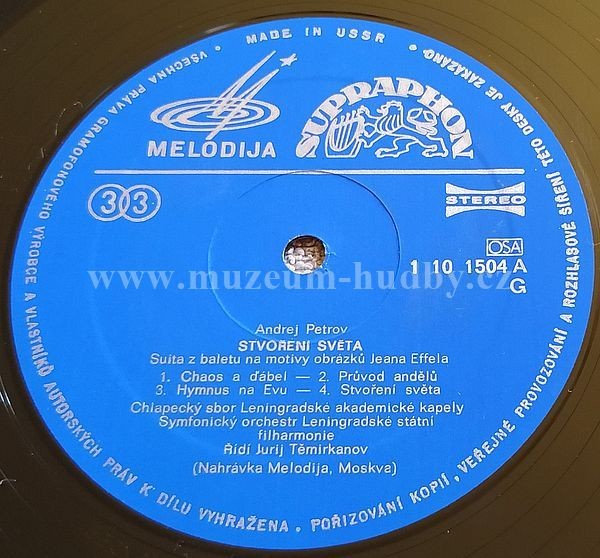 MADE IN USSR
VŠECHNA PRÁVA GRAMOFONOVÉHO VÝROBCE A VLASTNÍKŮ AUTORSKÝCH PRÁV K DÍLU VYHRAŽENA. POŘIZOVÁNÍ KOPIÍ, VEŘEJNÉ PROVOZOVÁNÍ A ROZHLASOVÉ ŠÍŘENÍ TÉTO DESKY JE ZAKÁZÁNO.
MELODIJA
SUPRAPHON
33
STEREO
OSA
1 10 1504 A
G
www.muzeum-hudby.cz
Andrej Petrov
STVOŘENÍ SVĚTA
Suita z baletu na motivy obrázků Jeana Effela
1. Chaos a ďábel — 2. Průvod andělů
3. Hymnus na Evu — 4. Stvoření světa
Chlapecký sbor Leningradské akademické kapely
Symfonický orchestr Leningradské státní
filharmonie
Řídí Jurij Těmirkanov
(Nahrávka Melodija, Moskva)